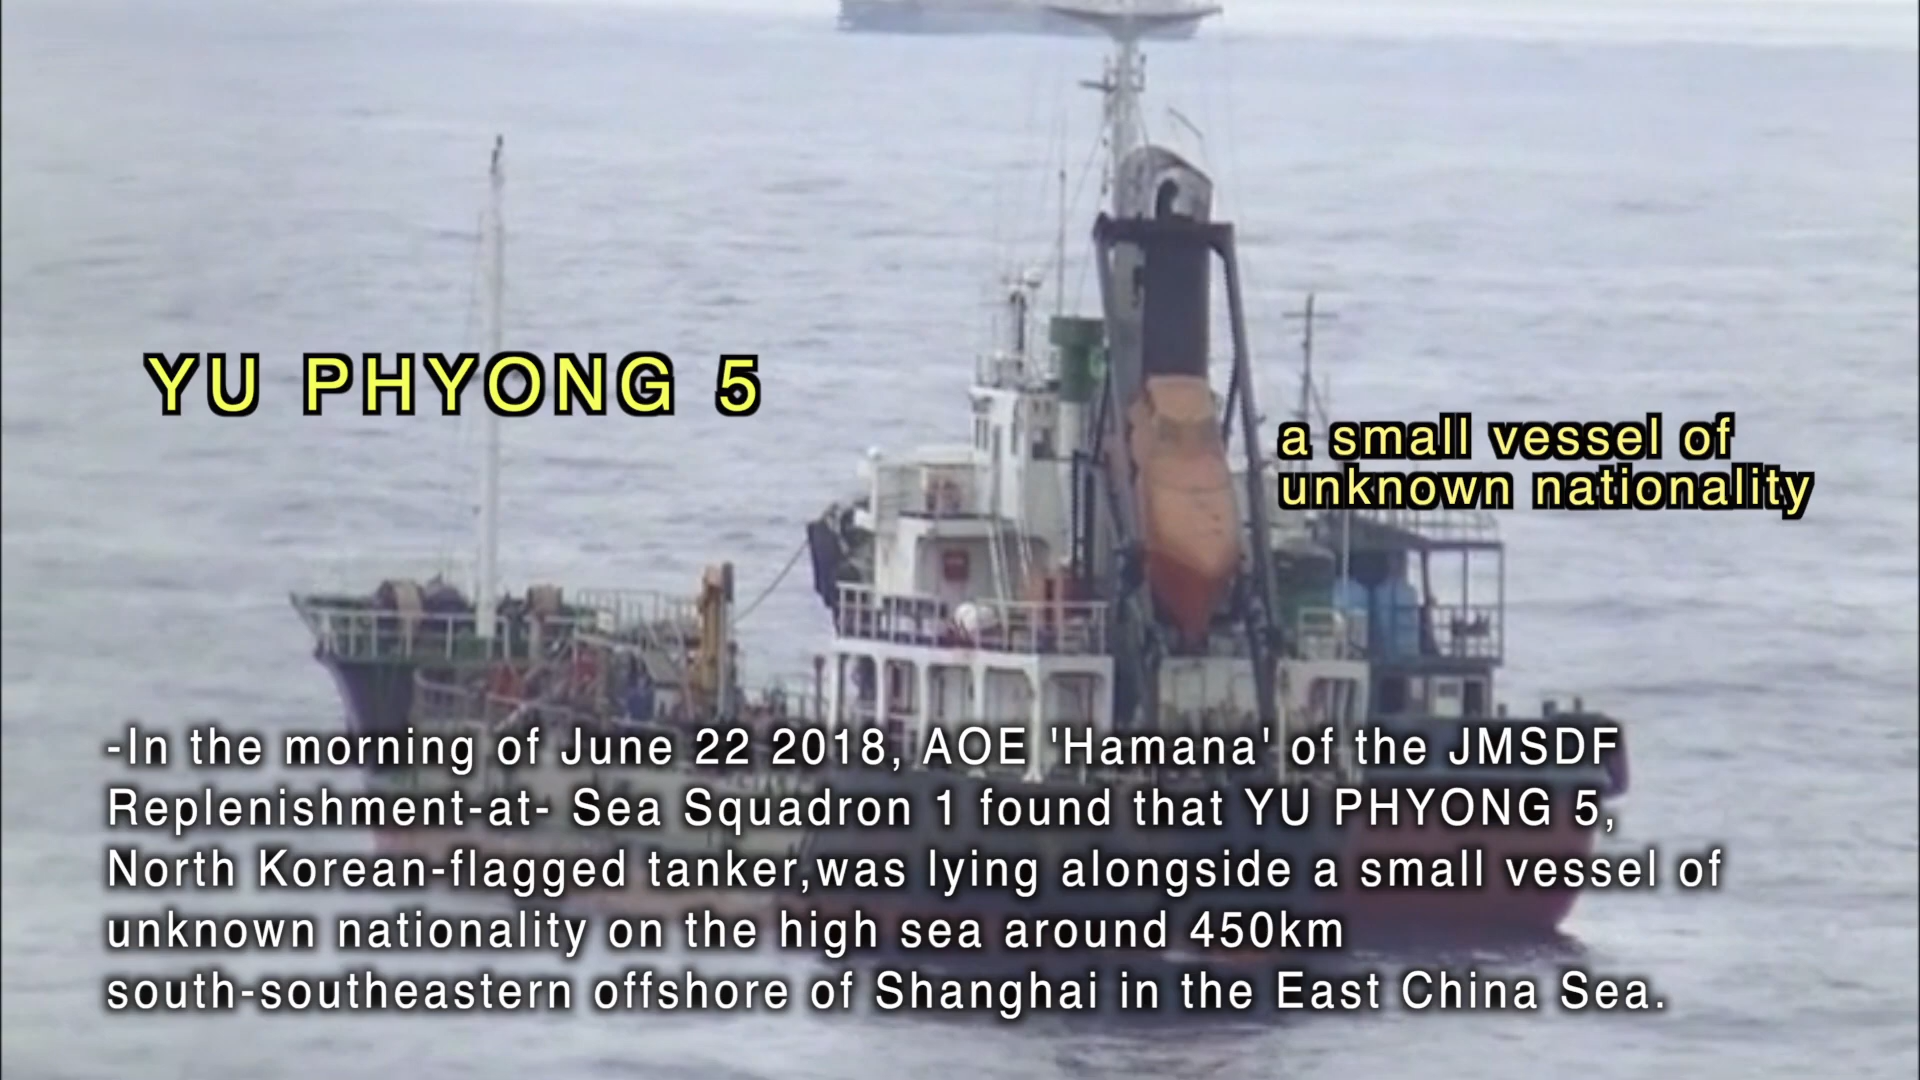 YU PHYONG 5
a small vessel of
unknown nationality
-In the morning of June 22 2018, AOE 'Hamana' of the JMSDF
Replenishment-at- Sea Squadron 1 found that YU PHYONG 5,
North Korean-flagged tanker,was lying alongside a small vessel of
unknown nationality on the high sea around 450km
south-southeastern offshore of Shanghai in the East China Sea.